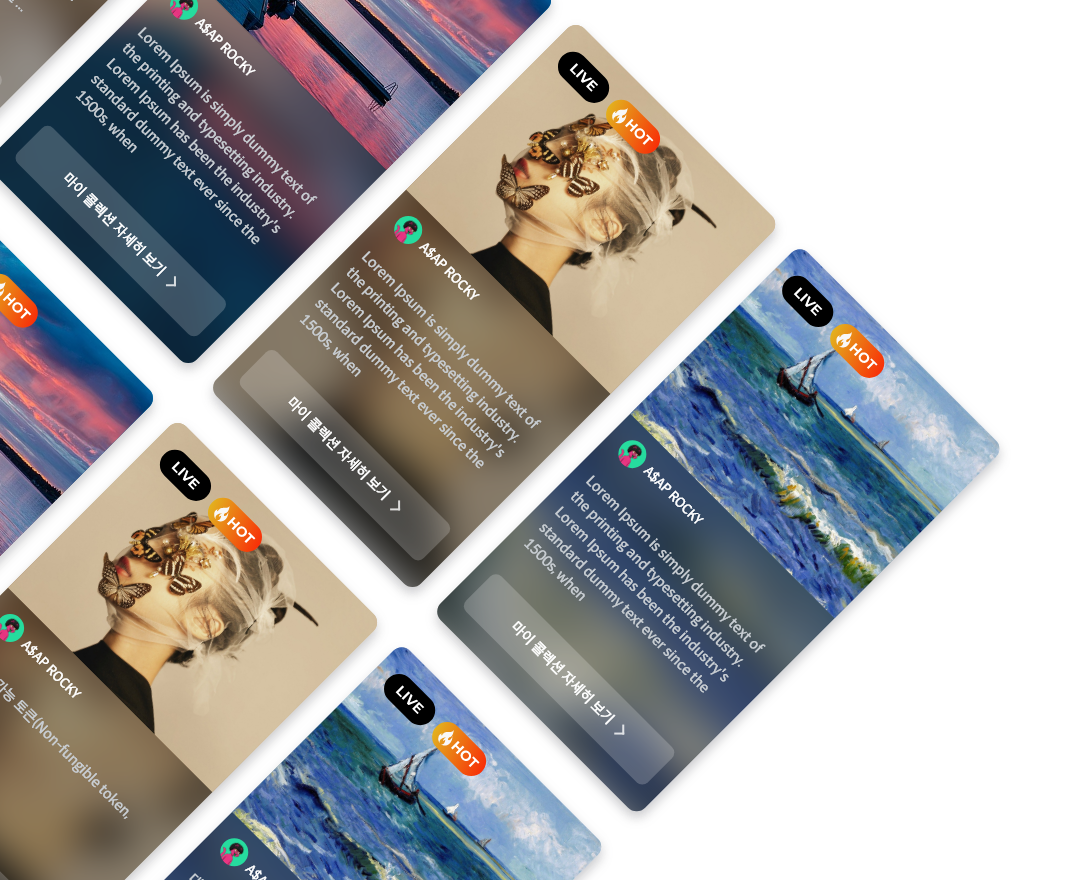 ...
A$AP ROCKY
Lorem Ipsum is simply dummy text of
the printing and typesetting industry.
Lorem Ipsum has been the industry's
standard dummy text ever since the
1500s, when
마이 콜렉션 자세히 보기
LIVE
HOT
A$AP ROCKY
Lorem Ipsum is simply dummy text of
the printing and typesetting industry.
Lorem Ipsum has been the industry's
standard dummy text ever since the
1500s, when
마이 콜렉션 자세히 보기
LIVE
HOT
A$AP ROCKY
Lorem Ipsum is simply dummy text of
the printing and typesetting industry.
Lorem Ipsum has been the industry's
standard dummy text ever since the
1500s, when
마이 콜렉션 자세히 보기
HOT
LIVE
HOT
A$AP ROCKY
토큰(Non-fungible token,
LIVE
HOT
A$AP